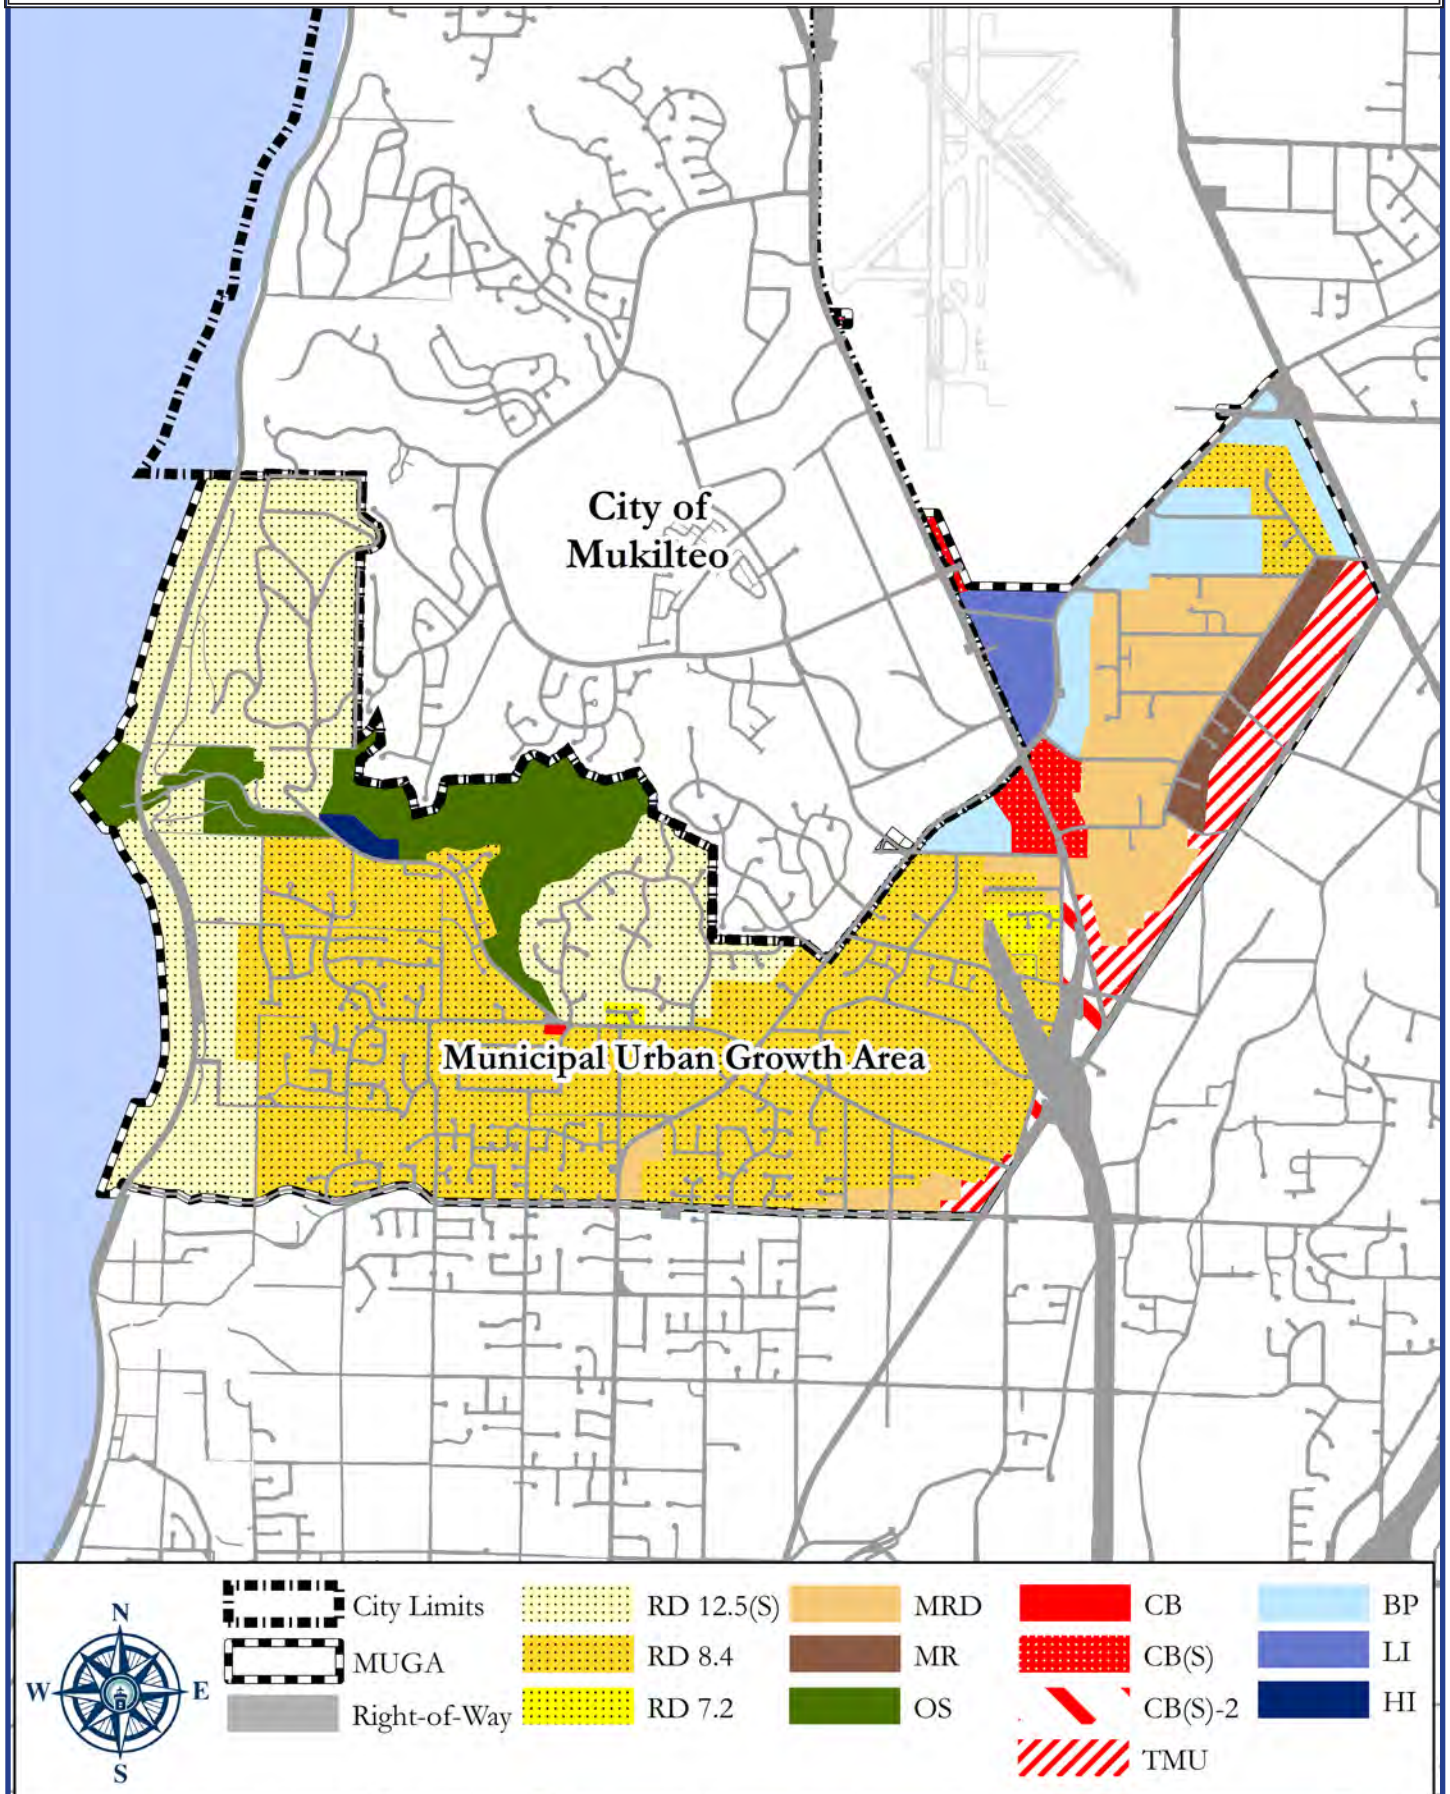 City of
Mukilteo
Municipal Urban Growth Area
N
W
E
S
City Limits
MUGA
Right-of-Way
RD 12.5(S)
RD 8.4
RD 7.2
MRD
MR
OS
CB
CB(S)
CB(S)-2
TMU
BP
LI
HI